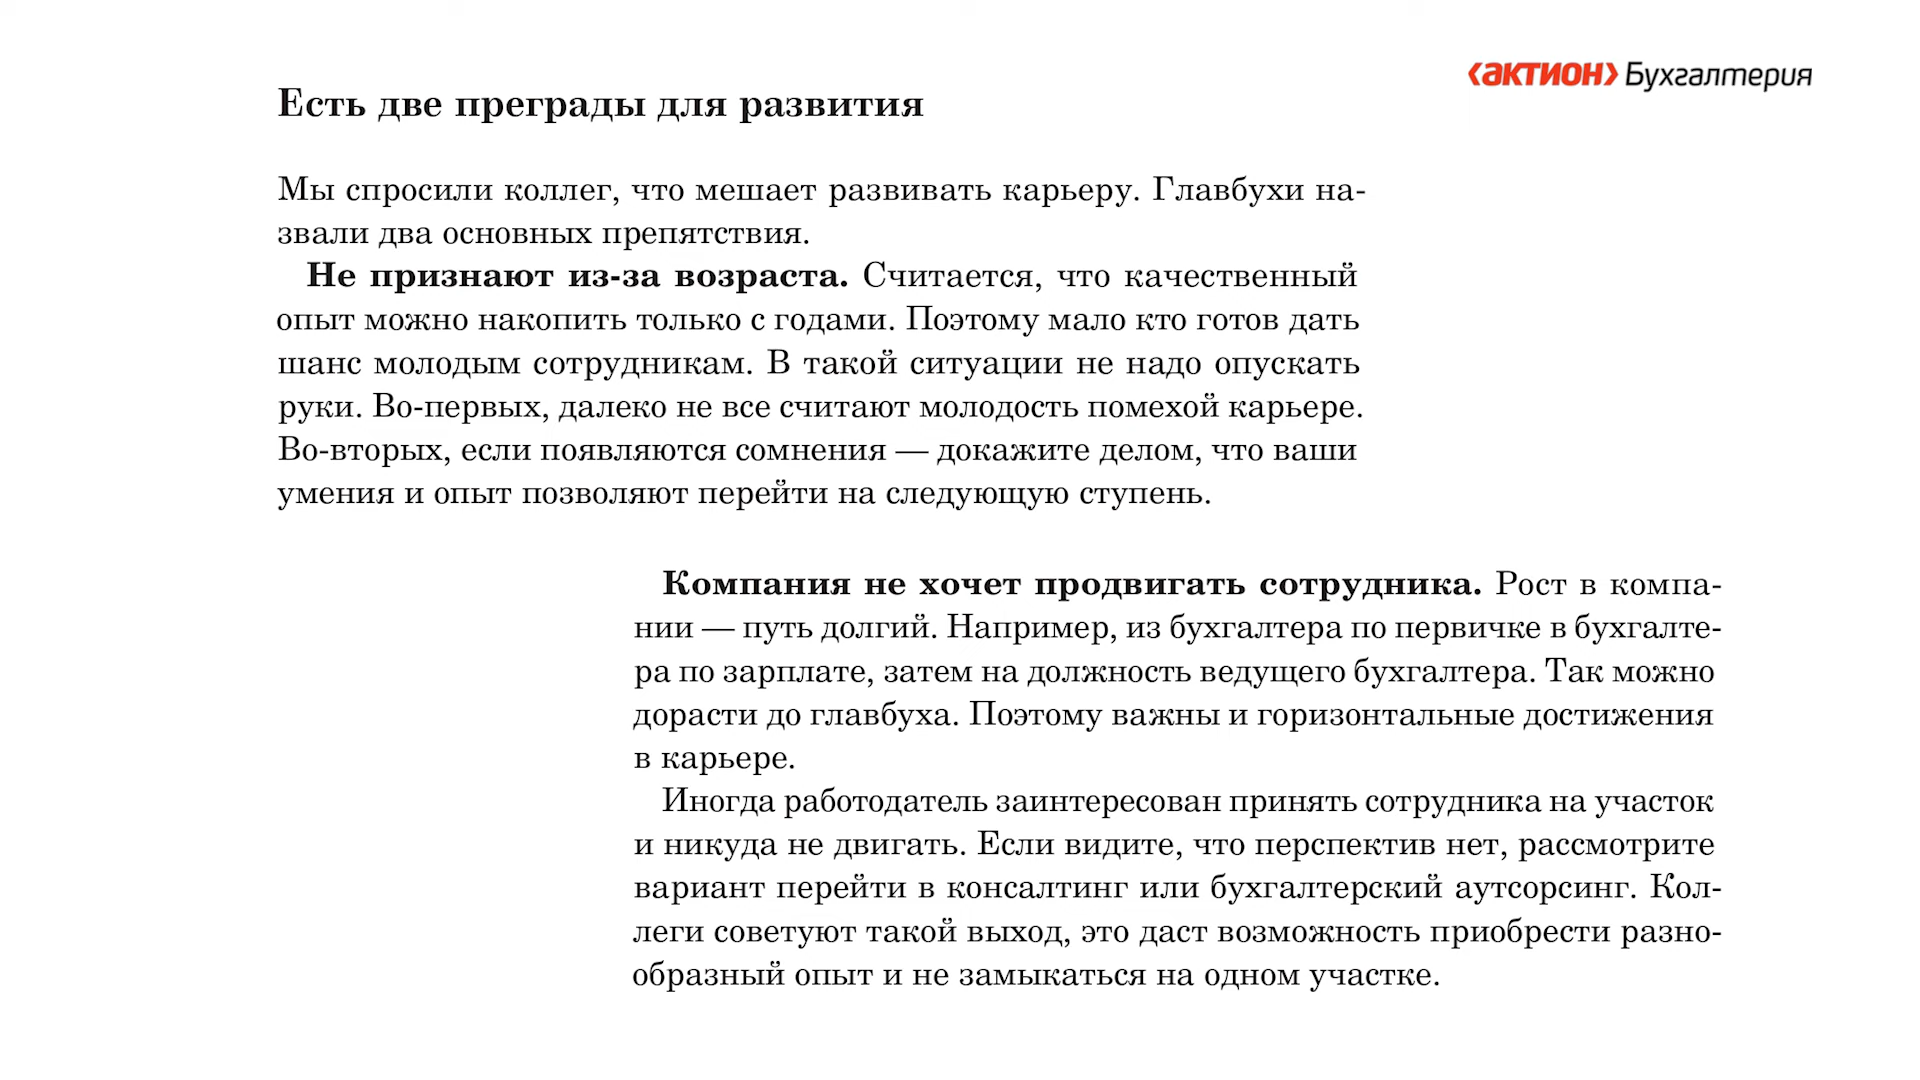 ‹актион› Бухгалтерия
Есть две преграды для развития
Мы спросили коллег, что мешает развивать карьеру. Главбухи на-
звали два основных препятствия.
Не признают из-за возраста. Считается, что качественный
опыт можно накопить только с годами. Поэтому мало кто готов дать
шанс молодым сотрудникам. В такой ситуации не надо опускать
руки. Во-первых, далеко не все считают молодость помехой карьере.
Во-вторых, если появляются сомнения — докажите делом, что ваши
умения и опыт позволяют перейти на следующую ступень.
Компания не хочет продвигать сотрудника. Рост в компа-
нии — путь долгий. Например, из бухгалтера по первичке в бухгалте-
ра по зарплате, затем на должность ведущего бухгалтера. Так можно
дорасти до главбуха. Поэтому важны и горизонтальные достижения
в карьере.
Иногда работодатель заинтересован принять сотрудника на участок
и никуда не двигать. Если видите, что перспектив нет, рассмотрите
вариант перейти в консалтинг или бухгалтерский аутсорсинг. Кол-
леги советуют такой выход, это даст возможность приобрести разно-
образный опыт и не замыкаться на одном участке.